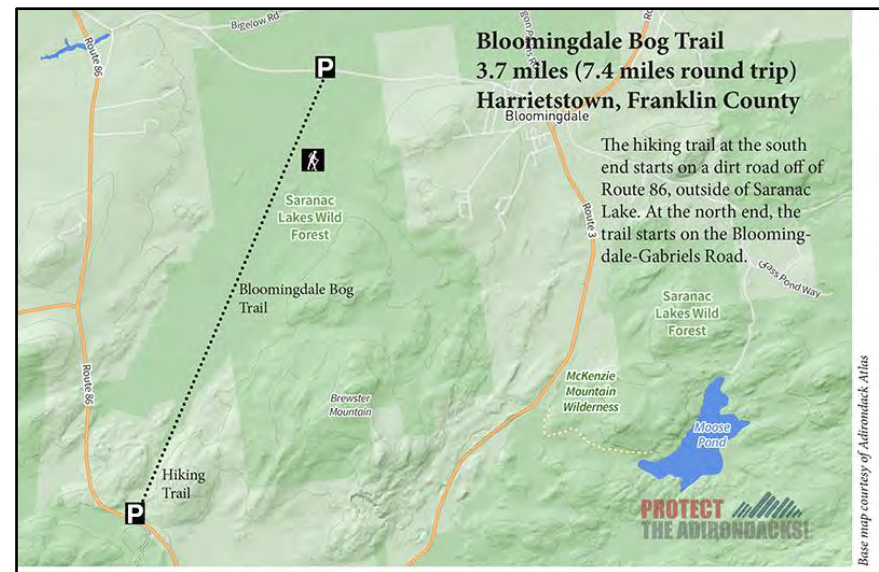 Bigelow Rd
Route 86
P
Bloomingdale Bog Trail
3.7 miles (7.4 miles round trip)
Harrietstown, Franklin County
Bloomingdale
The hiking trail at the south
end starts on a dirt road off of
Route 86, outside of Saranac
Lake. At the north end, the
trail starts on the Blooming-
dale-Gabriels Road.
Saranac
Lakes Wild
Forest
Route 3
Bloomingdale Bog
Trail
Saranac
Lakes Wild
Forest
Route 86
Brewster
Mountain
McKenzie
Mountain
Wilderness
Moose
Pond
Hiking
Trail
P
PROTECT
THE ADIRONDACKS!
Base map courtesy of Adirondack Atlas
Pond Way